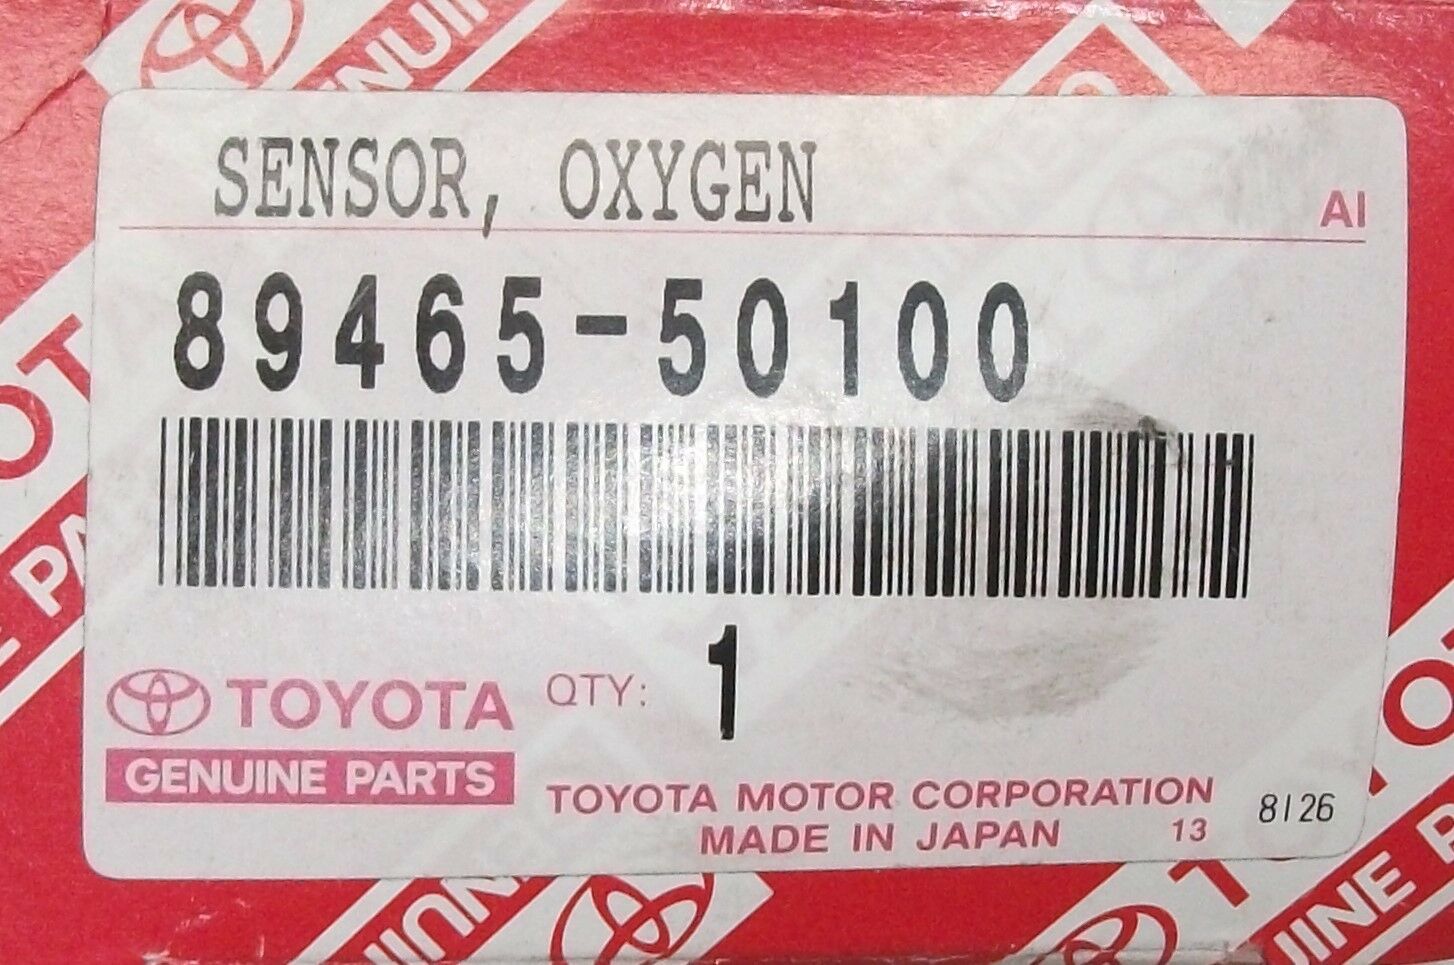 SENSOR, OXYGEN
AI
89465-50100
1
TOYOTA QTY:
GENUINE PARTS
TOYOTA MOTOR CORPORATION
MADE IN JAPAN 13
8126